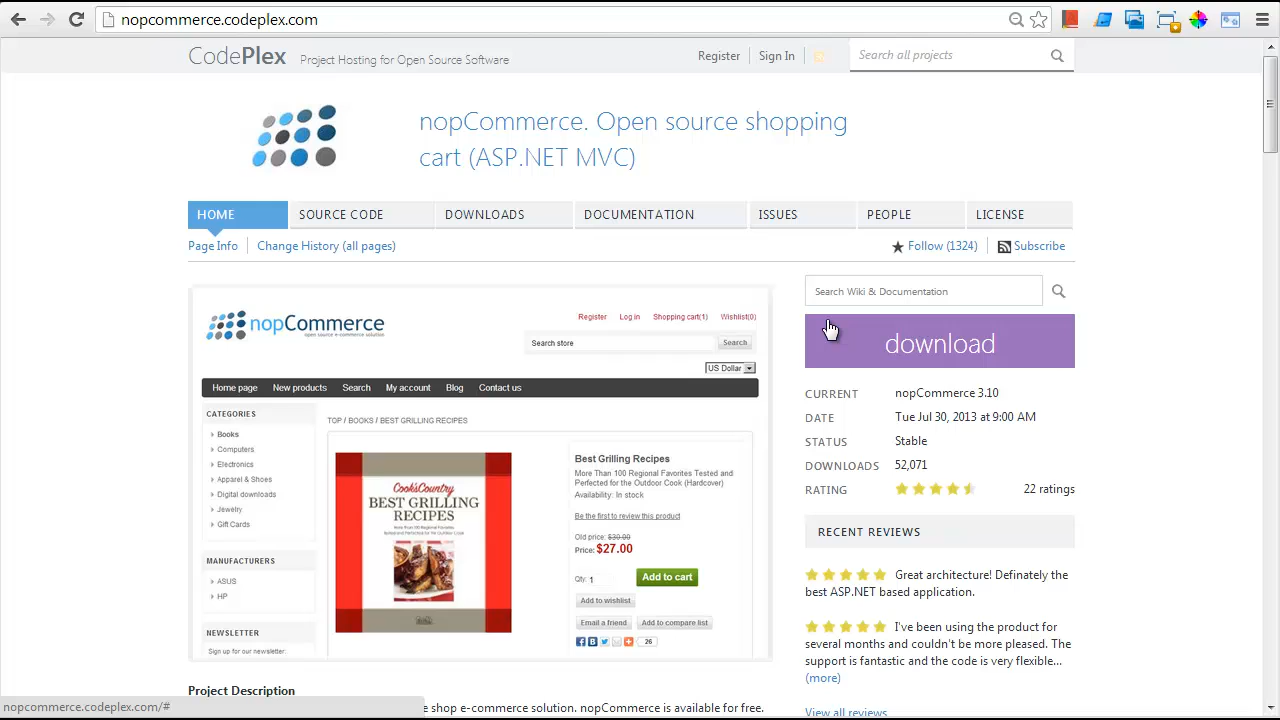 nopcommerce.codeplex.com
CodePlex Project Hosting for Open Source Software
Register Sign In Search all projects
nopCommerce. Open source shopping
cart (ASP.NET MVC)
HOME SOURCE CODE DOWNLOADS DOCUMENTATION ISSUES PEOPLE LICENSE
Page Info Change History (all pages) Follow (1324) Subscribe
nopCommerce
open source e-commerce solution
Register Log in Shopping cart(1) Wishlist(0)
Search store Search
US Dollar
Home page New products Search My account Blog Contact us
CATEGORIES
Books
Computers
Electronics
Apparel & Shoes
Digital downloads
Jewelry
Gift Cards
MANUFACTURERS
ASUS
HP
NEWSLETTER
Sign up for our newsletter:
TOP / BOOKS / BEST GRILLING RECIPES
Cook'sCountry
BEST GRILLING
RECIPES
Best Grilling Recipes
More Than 100 Regional Favorites Tested and
Perfected for the Outdoor Cook (Hardcover)
Availability: In stock
Be the first to review this product
Old price: $30.00
Price: $27.00
Qty: 1 Add to cart
Add to wishlist
Email a friend Add to compare list
26
Search Wiki & Documentation
download
CURRENT nopCommerce 3.10
DATE Tue Jul 30, 2013 at 9:00 AM
STATUS Stable
DOWNLOADS 52,071
RATING 22 ratings
RECENT REVIEWS
Great architecture! Definately the
best ASP.NET based application.
I've been using the product for
several months and couldn't be more pleased. The
support is fantastic and the code is very flexible...
(more)
View all reviews
Project Description
e shop e-commerce solution. nopCommerce is available for free.
nopcommerce.codeplex.com/#